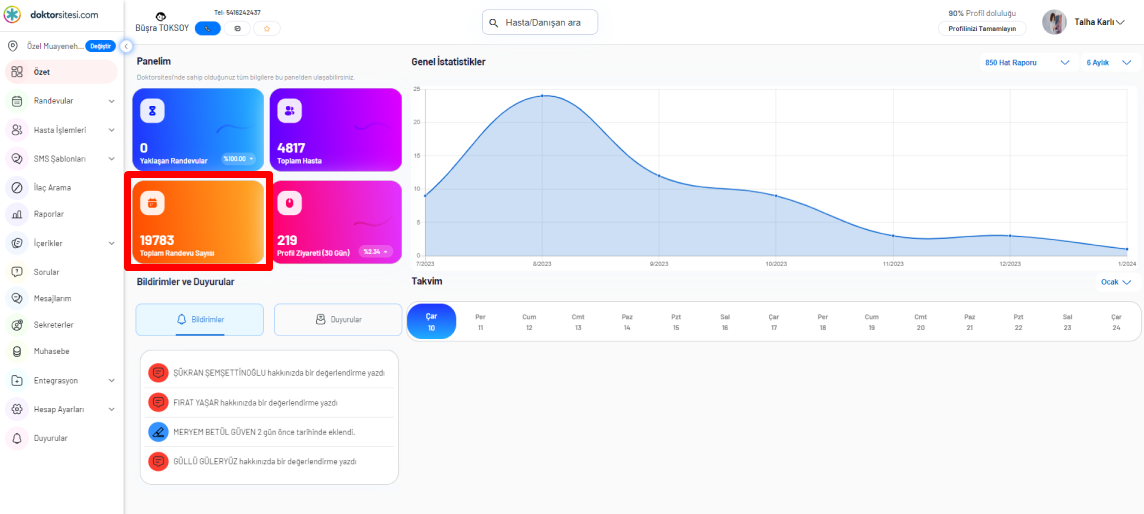 doktorsitesi.com
Tel: 5416242437
Büşra TOKSOY
Hasta/Danışan ara
90% Profil doluluğu
Profilinizi Tamamlayın
Talha Karlı
Özel Muayeneh... Değiştir
Özet
Randevular
Hasta İşlemleri
SMS Şablonları
İlaç Arama
Raporlar
İçerikler
Sorular
Mesajlarım
Sekreterler
Muhasebe
Entegrasyon
Hesap Ayarları
Duyurular
Panelim
Doktorsitesi'nde sahip olduğunuz tüm bilgilere bu panelden ulaşabilirsiniz.
0
Yaklaşan Randevular
%100.00
4817
Toplam Hasta
19783
Toplam Randevu Sayısı
219
Profil Ziyareti (30 Gün)
%2.34
Genel İstatistikler
850 Hat Raporu
6 Aylık
25
20
15
10
5
0
7/2023 8/2023 9/2023 10/2023 11/2023 12/2023 1/2024
Bildirimler ve Duyurular
Bildirimler
Duyurular
ŞÜKRAN ŞEMŞETTİNOĞLU hakkınızda bir değerlendirme yazdı
FIRAT YAŞAR hakkınızda bir değerlendirme yazdı
MERYEM BETÜL GÜVEN 2 gün önce tarihinde eklendi.
GÜLLÜ GÜLERYÜZ hakkınızda bir değerlendirme yazdı
Takvim
Ocak
Çar Per Cum Cmt Paz Pzt Sal Çar Per Cum Cmt Paz Pzt Sal Çar
10 11 12 13 14 15 16 17 18 19 20 21 22 23 24